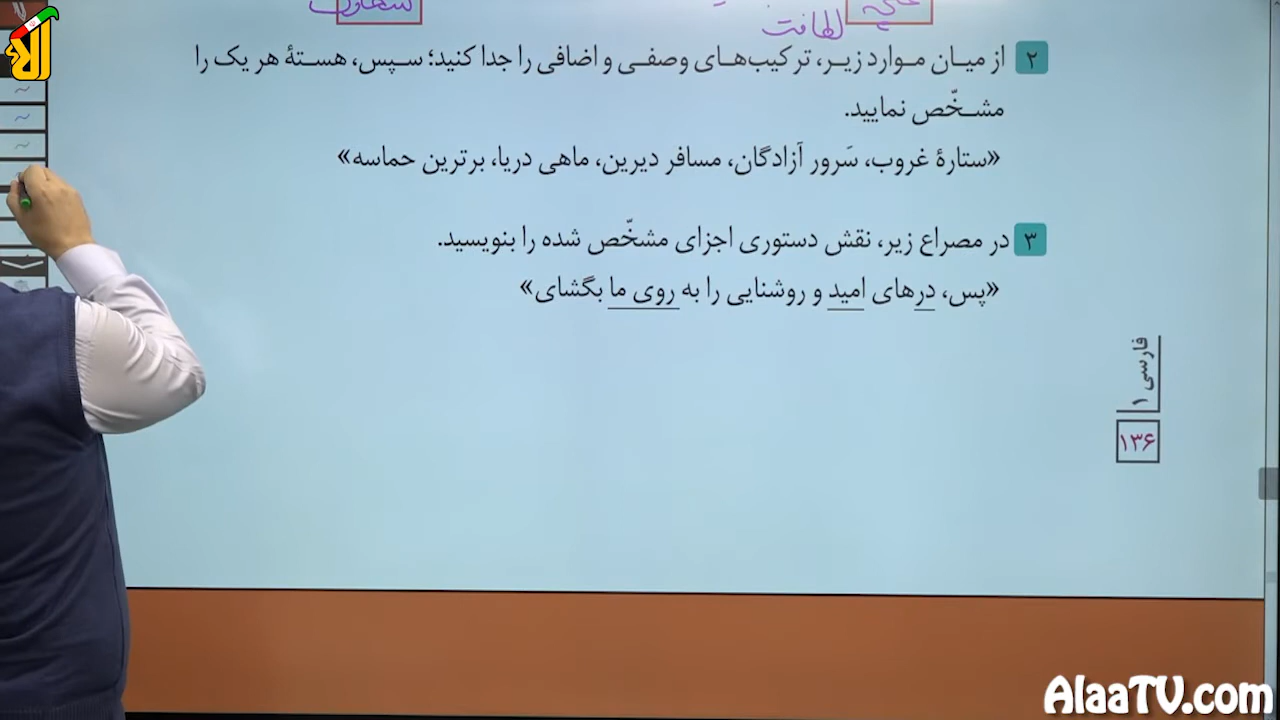 لطافت
۲ از میان موارد زیر، ترکیب‌های وصفی و اضافی را جدا کنید؛ سپس، هستهٔ هر یک را
مشخّص نمایید.
«ستارهٔ غروب، سَرور آزادگان، مسافر دیرین، ماهی دریا، برترین حماسه»
۳ در مصراع زیر، نقش دستوری اجزای مشخّص شده را بنویسید.
«پس، درهای امید و روشنایی را به روی ما بگشای»
فارسی ۱
۱۳۶
AlaaTV.com